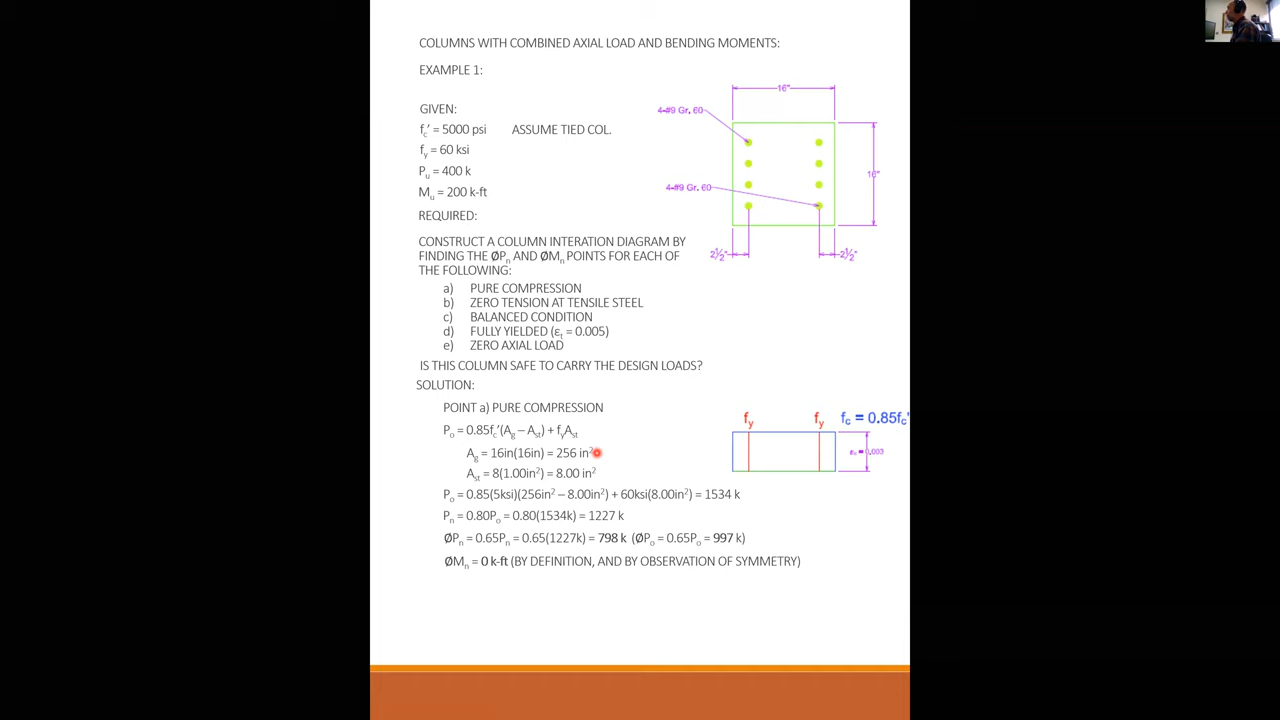 COLUMNS WITH COMBINED AXIAL LOAD AND BENDING MOMENTS:
EXAMPLE 1:
GIVEN:
fc' = 5000 psi ASSUME TIED COL.
fy = 60 ksi
Pu = 400 k
Mu = 200 k-ft
REQUIRED:
CONSTRUCT A COLUMN INTERATION DIAGRAM BY
FINDING THE ØPn AND ØMn POINTS FOR EACH OF
THE FOLLOWING:
a) PURE COMPRESSION
b) ZERO TENSION AT TENSILE STEEL
c) BALANCED CONDITION
d) FULLY YIELDED (εt = 0.005)
e) ZERO AXIAL LOAD
IS THIS COLUMN SAFE TO CARRY THE DESIGN LOADS?
SOLUTION:
POINT a) PURE COMPRESSION
Po = 0.85fc'(Ag – Ast) + fyAst
Ag = 16in(16in) = 256 in²
Ast = 8(1.00in²) = 8.00 in²
Po = 0.85(5ksi)(256in² – 8.00in²) + 60ksi(8.00in²) = 1534 k
Pn = 0.80Po = 0.80(1534k) = 1227 k
ØPn = 0.65Pn = 0.65(1227k) = 798 k (ØPo = 0.65Po = 997 k)
ØMn = 0 k-ft (BY DEFINITION, AND BY OBSERVATION OF SYMMETRY)
16"
4-#9 Gr. 60
16"
4-#9 Gr. 60
2½"
2½"
fy fy fc = 0.85fc'
= 0.003